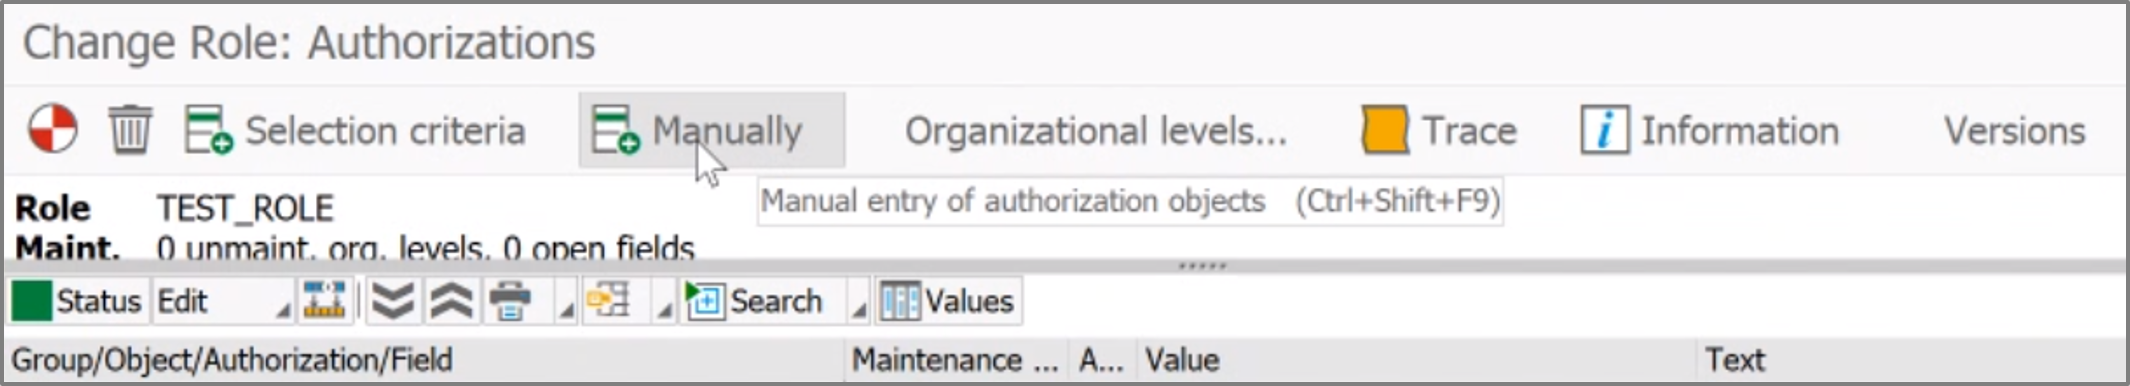 Change Role: Authorizations
Selection criteria Manually Organizational levels... Trace Information Versions
Role TEST_ROLE
Manual entry of authorization objects (Ctrl+Shift+F9)
Maint. 0 unmaint. org. levels, 0 open fields
Status Edit Search Values
Group/Object/Authorization/Field Maintenance ... A... Value Text